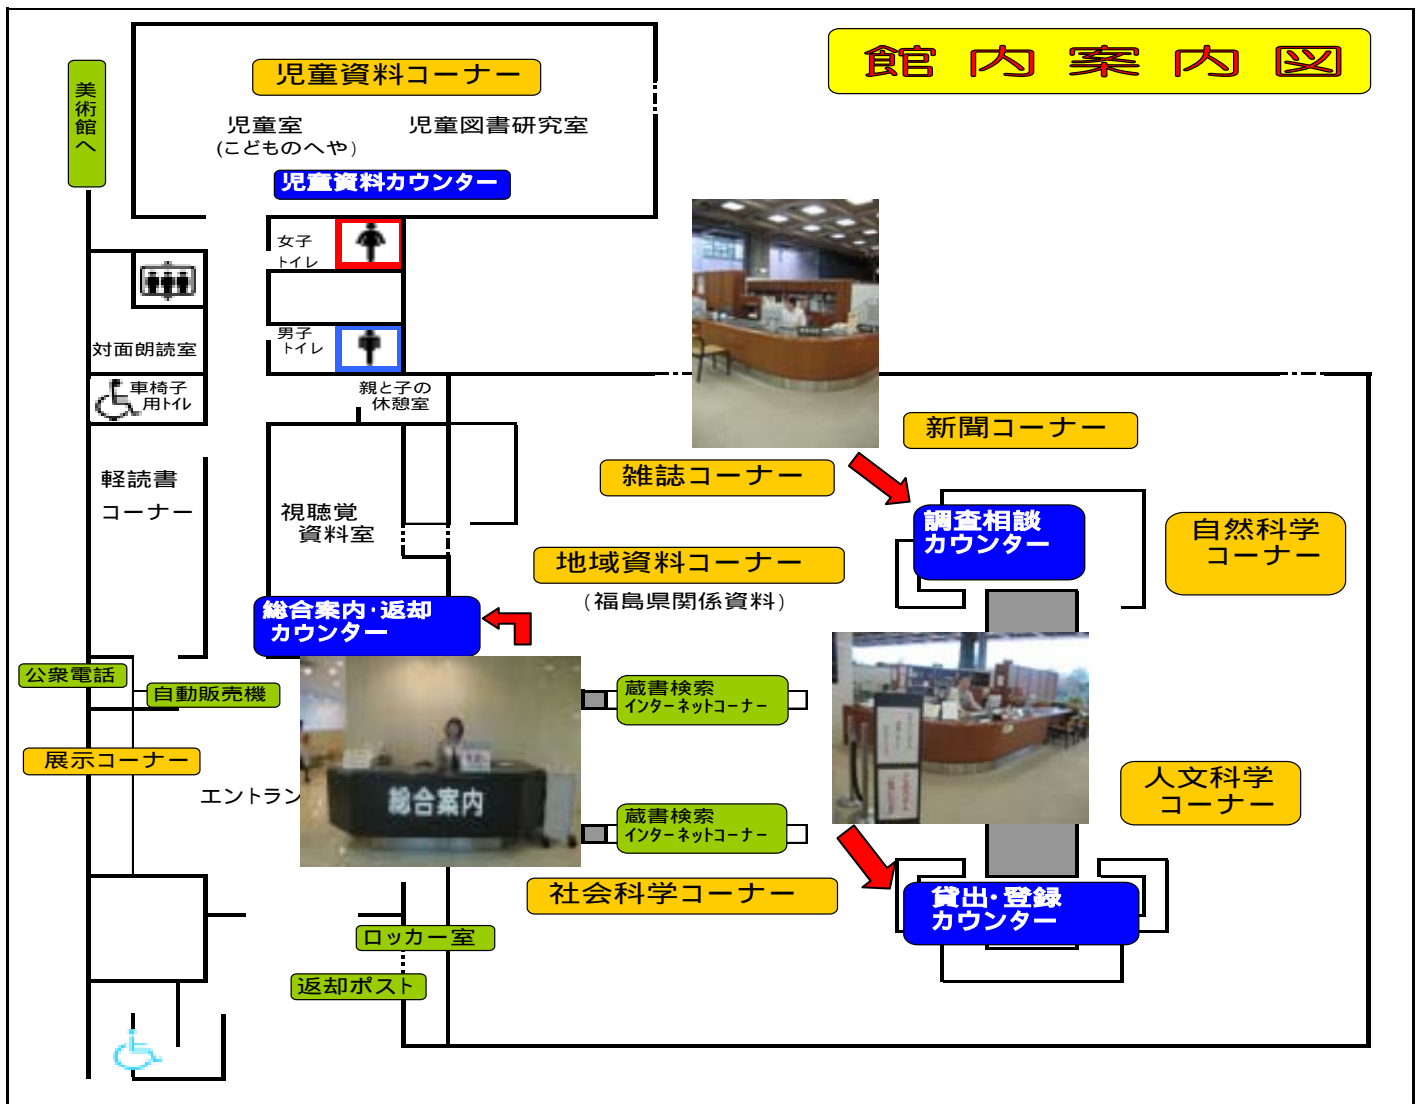 館内案内図
美術館へ
児童資料コーナー
児童室
(こどものへや)
児童図書研究室
児童資料カウンター
女子
トイレ
男子
トイレ
対面朗読室
車椅子
用トイレ
親と子の
休憩室
軽読書
コーナー
視聴覚
資料室
新聞コーナー
雑誌コーナー
調査相談
カウンター
自然科学
コーナー
地域資料コーナー
(福島県関係資料)
総合案内・返却
カウンター
公衆電話
自動販売機
蔵書検索
インターネットコーナー
展示コーナー
エントラン
総合案内
人文科学
コーナー
蔵書検索
インターネットコーナー
社会科学コーナー
貸出・登録
カウンター
ロッカー室
返却ポスト